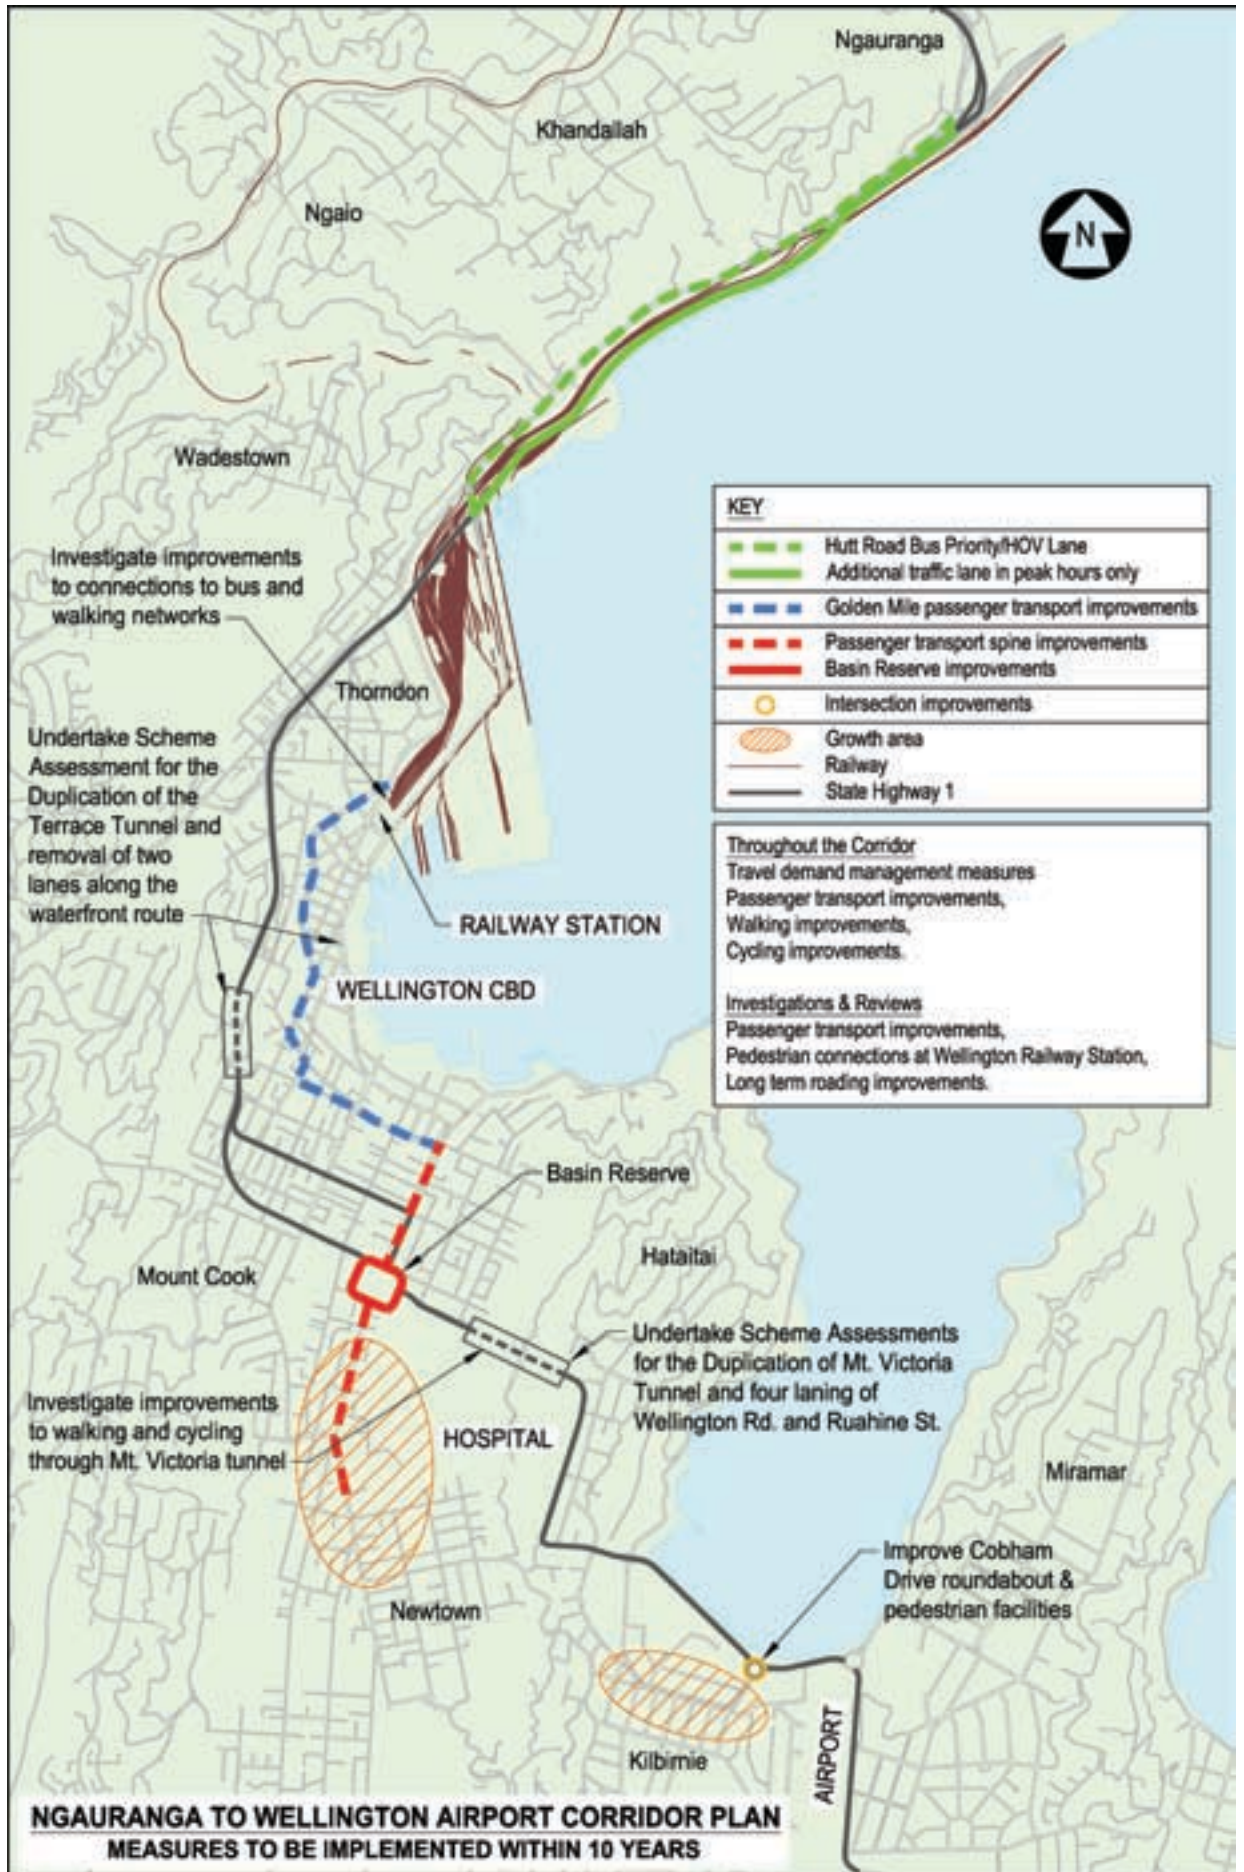 Ngauranga
Khandallah
Ngaio
N
Wadestown
KEY
Hutt Road Bus Priority/HOV Lane
Additional traffic lane in peak hours only
Golden Mile passenger transport improvements
Passenger transport spine improvements
Basin Reserve improvements
Intersection improvements
Growth area
Railway
State Highway 1
Investigate improvements
to connections to bus and
walking networks
Thorndon
Undertake Scheme
Assessment for the
Duplication of the
Terrace Tunnel and
removal of two
lanes along the
waterfront route
Throughout the Corridor
Travel demand management measures
Passenger transport improvements,
Walking improvements,
Cycling improvements.
Investigations & Reviews
Passenger transport improvements,
Pedestrian connections at Wellington Railway Station,
Long term roading improvements.
RAILWAY STATION
WELLINGTON CBD
Basin Reserve
Hataitai
Mount Cook
Undertake Scheme Assessments
for the Duplication of Mt. Victoria
Tunnel and four laning of
Wellington Rd. and Ruahine St.
Investigate improvements
to walking and cycling
through Mt. Victoria tunnel
HOSPITAL
Miramar
Improve Cobham
Drive roundabout &
pedestrian facilities
Newtown
Kilbirnie
AIRPORT
NGAURANGA TO WELLINGTON AIRPORT CORRIDOR PLAN
MEASURES TO BE IMPLEMENTED WITHIN 10 YEARS